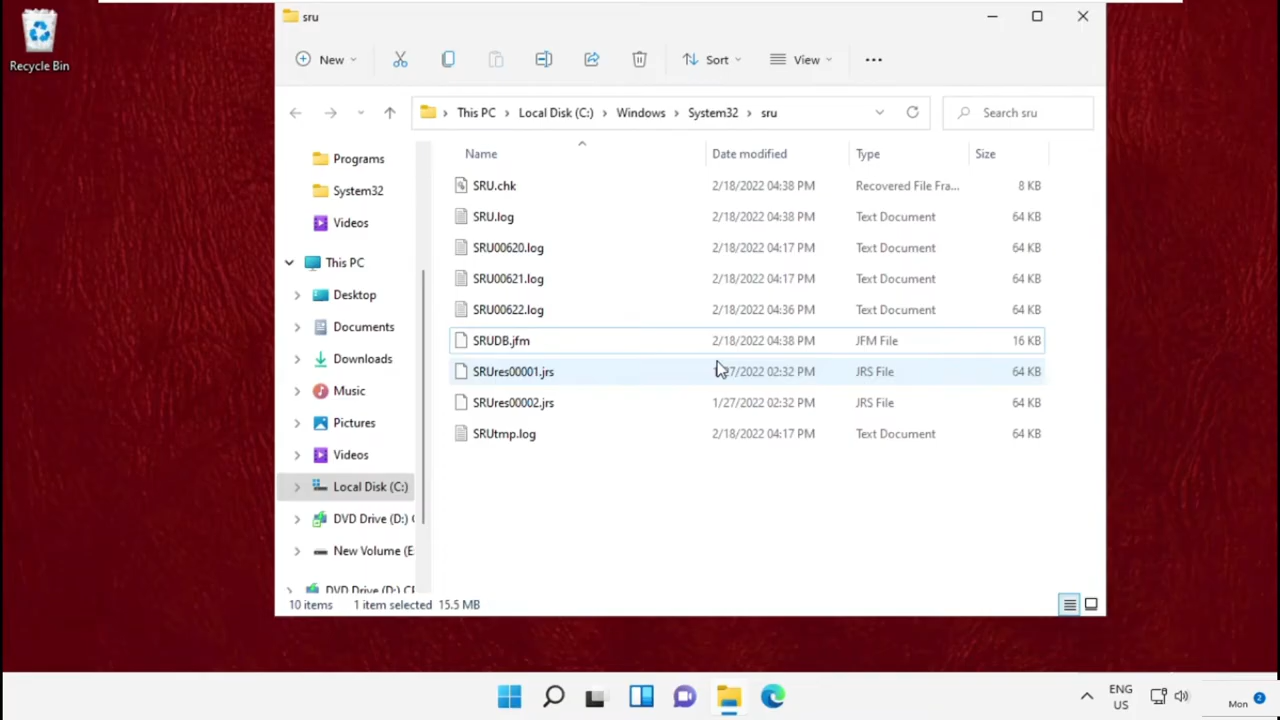 sru
Recycle Bin
New
Sort
View
This PC
Local Disk (C:)
Windows
System32
sru
Search sru
Name
Date modified
Type
Size
Programs
System32
Videos
This PC
Desktop
Documents
Downloads
Music
Pictures
Videos
Local Disk (C:)
DVD Drive (D:) C
New Volume (E
DVD Drive (D:) CP
SRU.chk 2/18/2022 04:38 PM Recovered File Fra... 8 KB
SRU.log 2/18/2022 04:38 PM Text Document 64 KB
SRU00620.log 2/18/2022 04:17 PM Text Document 64 KB
SRU00621.log 2/18/2022 04:17 PM Text Document 64 KB
SRU00622.log 2/18/2022 04:36 PM Text Document 64 KB
SRUDB.jfm 2/18/2022 04:38 PM JFM File 16 KB
SRUres00001.jrs 27/2022 02:32 PM JRS File 64 KB
SRUres00002.jrs 1/27/2022 02:32 PM JRS File 64 KB
SRUtmp.log 2/18/2022 04:17 PM Text Document 64 KB
10 items 1 item selected 15.5 MB
ENG
US
Mon
2